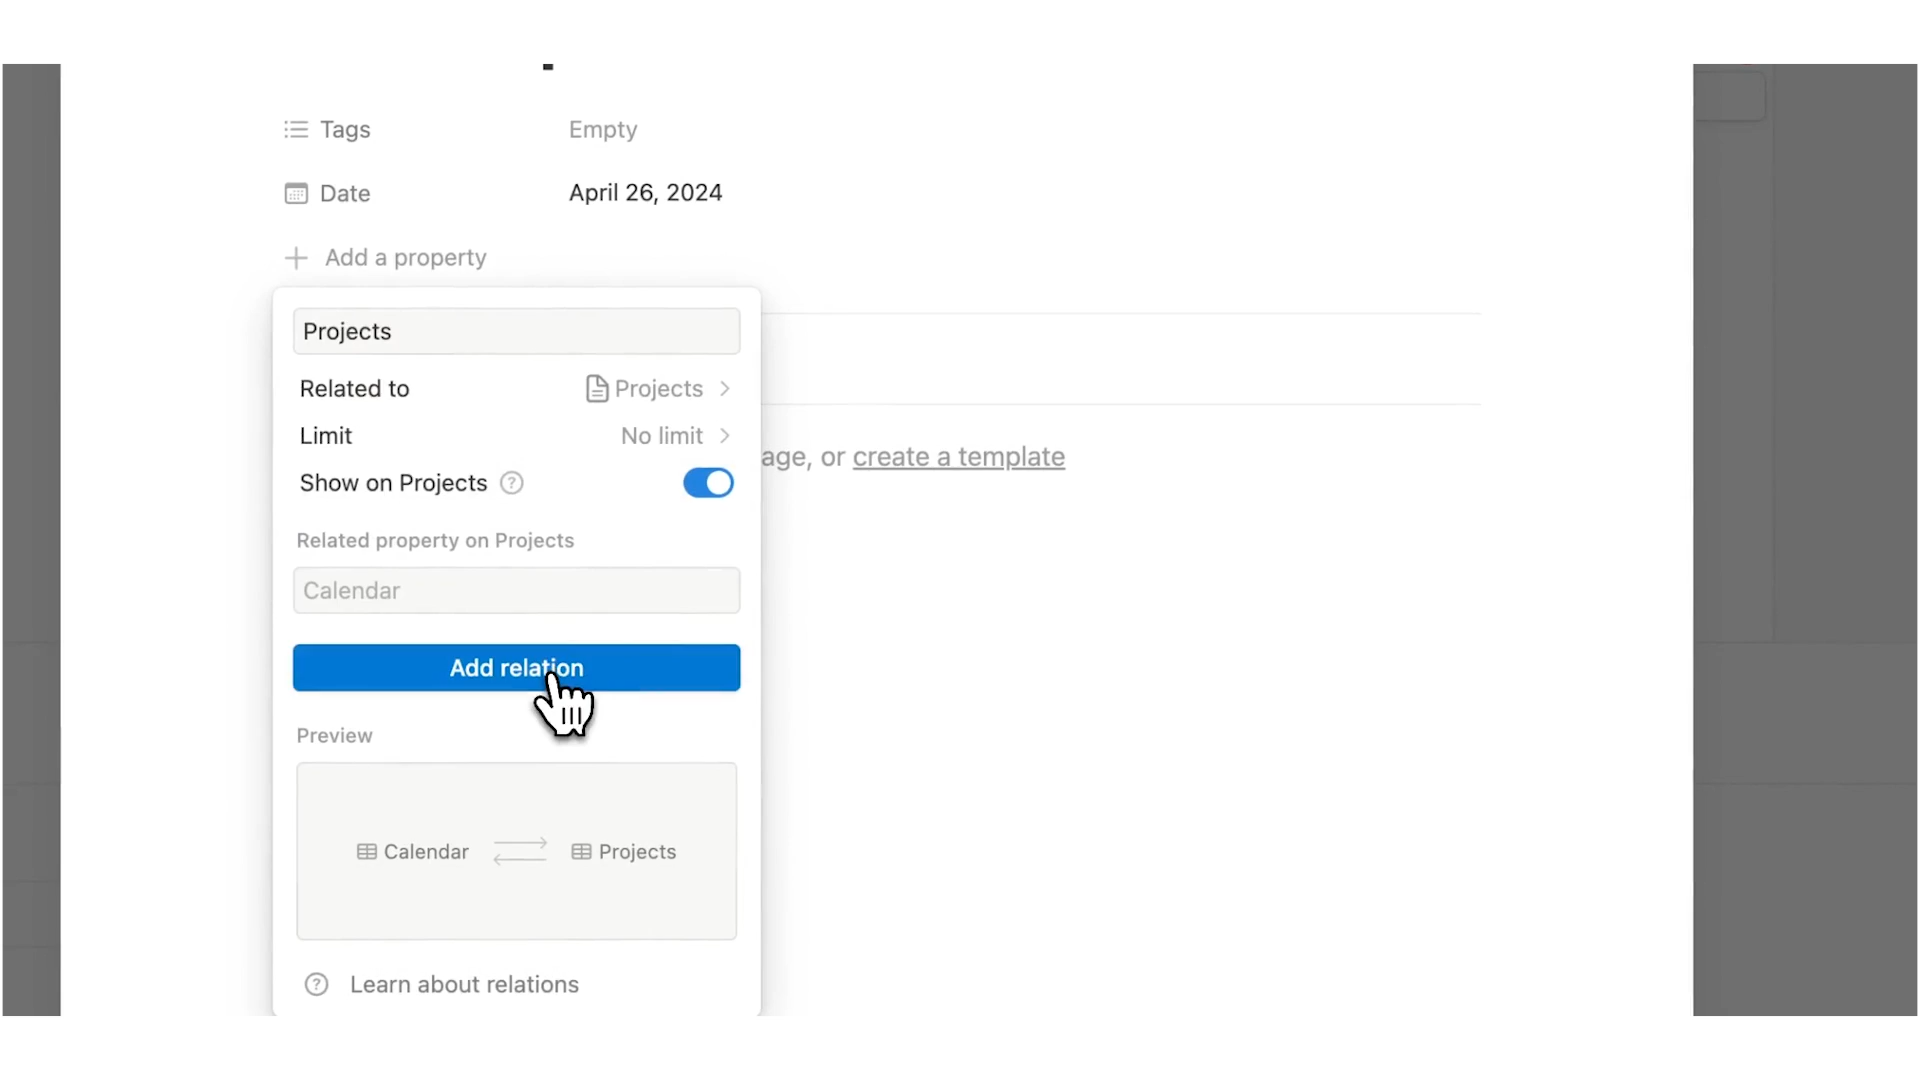 Tags Empty
Date April 26, 2024
Add a property
Projects
Related to Projects
Limit No limit
age, or create a template
Show on Projects ?
Related property on Projects
Calendar
Add relation
Preview
Calendar Projects
? Learn about relations